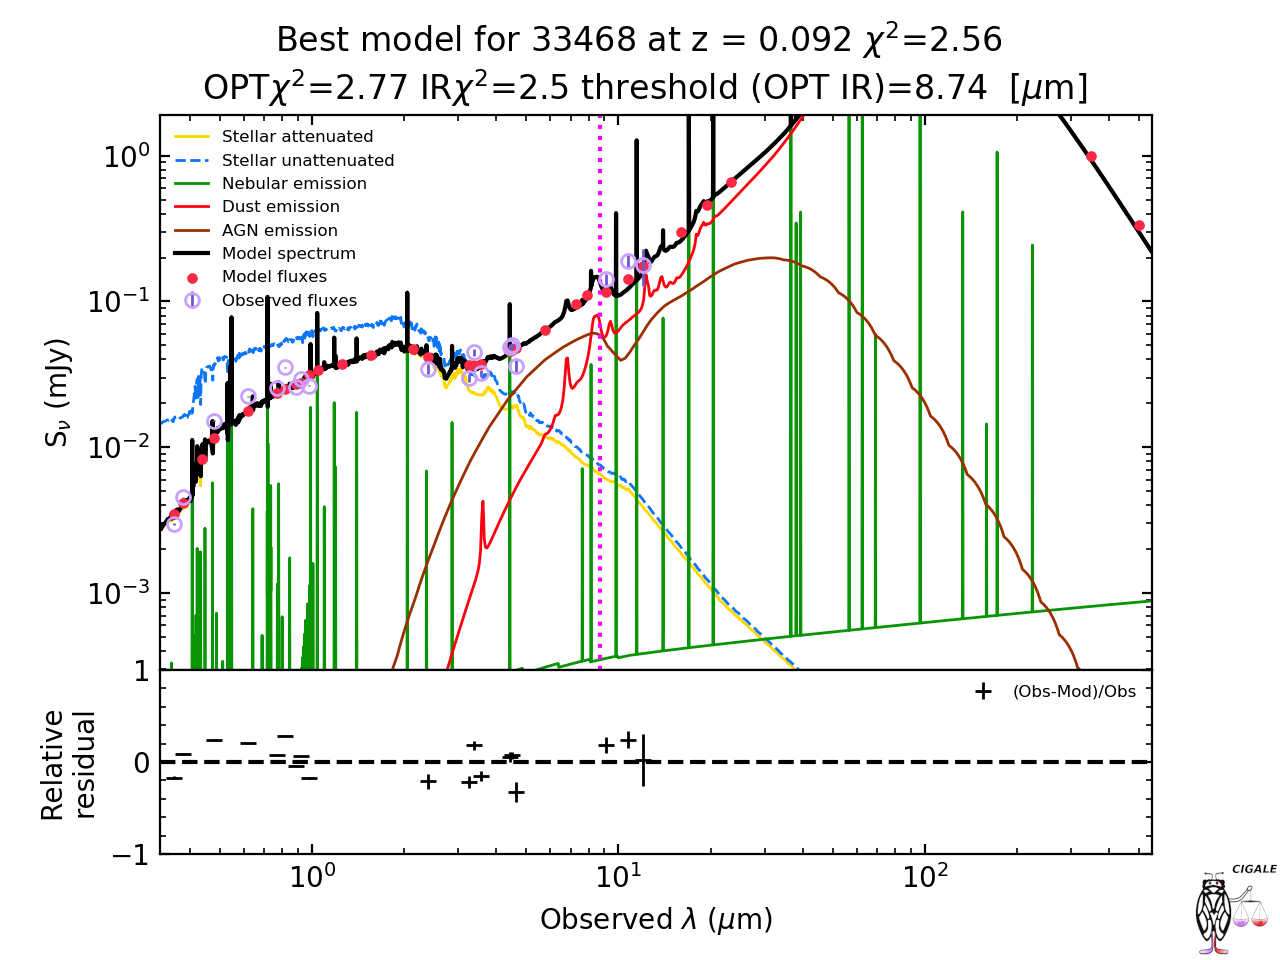 Best model for 33468 at z = 0.092 χ²=2.56
OPTχ²=2.77 IRχ²=2.5 threshold (OPT IR)=8.74 [μm]
Stellar attenuated
Stellar unattenuated
Nebular emission
Dust emission
AGN emission
Model spectrum
Model fluxes
Observed fluxes
10⁰
10⁻¹
10⁻²
10⁻³
S_ν (mJy)
1
0
−1
Relative
residual
(Obs-Mod)/Obs
10⁰
10¹
10²
Observed λ (μm)
CIGALE